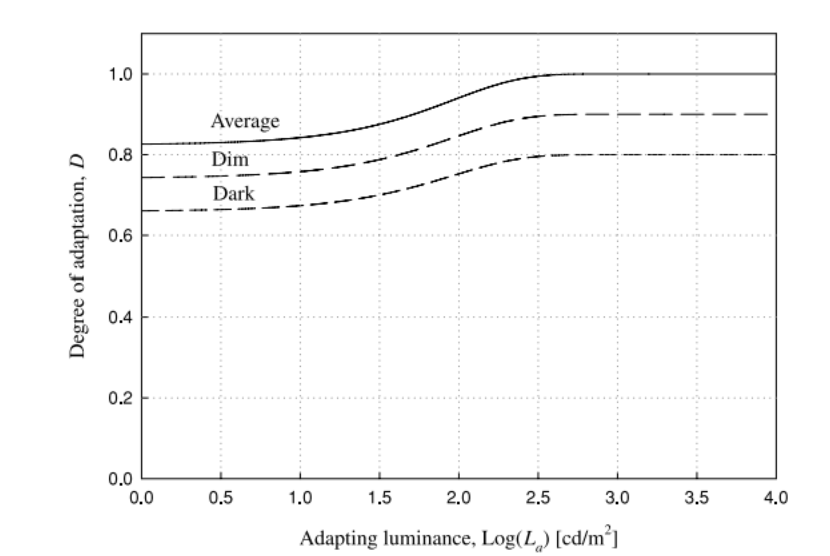 1.0
0.8
0.6
0.4
0.2
0.0
Average
Dim
Dark
Degree of adaptation, D
0.0 0.5 1.0 1.5 2.0 2.5 3.0 3.5 4.0
Adapting luminance, Log(Lₐ) [cd/m²]